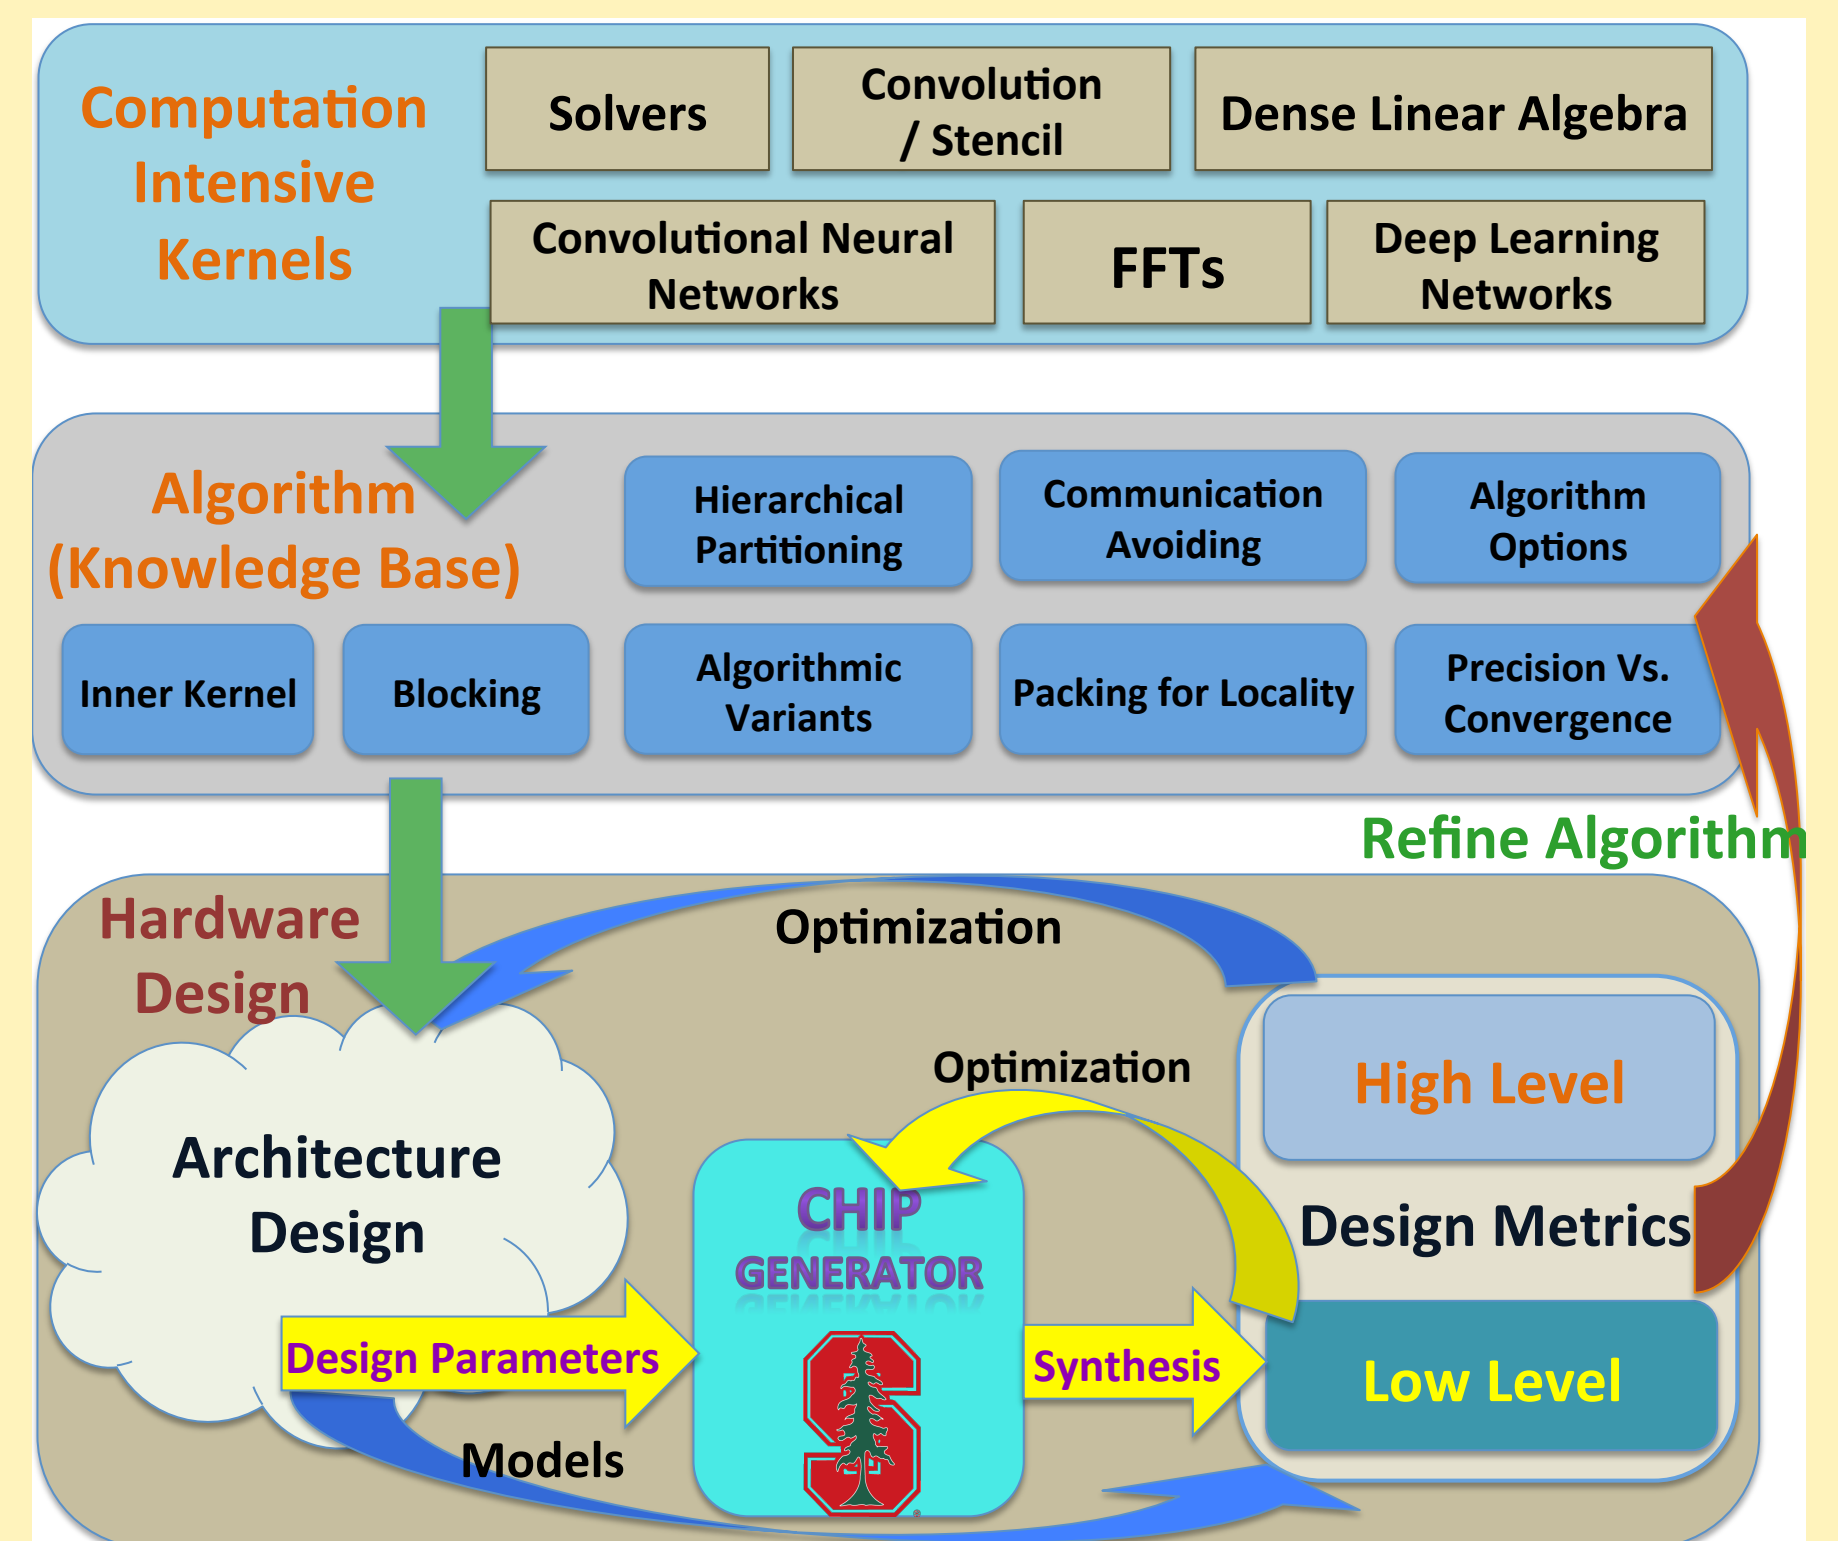 Computation
Intensive
Kernels
Solvers
Convolution
/ Stencil
Dense Linear Algebra
Convolutional Neural
Networks
FFTs
Deep Learning
Networks
Algorithm
(Knowledge Base)
Hierarchical
Partitioning
Communication
Avoiding
Algorithm
Options
Inner Kernel
Blocking
Algorithmic
Variants
Packing for Locality
Precision Vs.
Convergence
Refine Algorithm
Hardware
Design
Optimization
Optimization
High Level
Architecture
Design
CHIP
GENERATOR
Design Metrics
Design Parameters
Synthesis
Low Level
Models